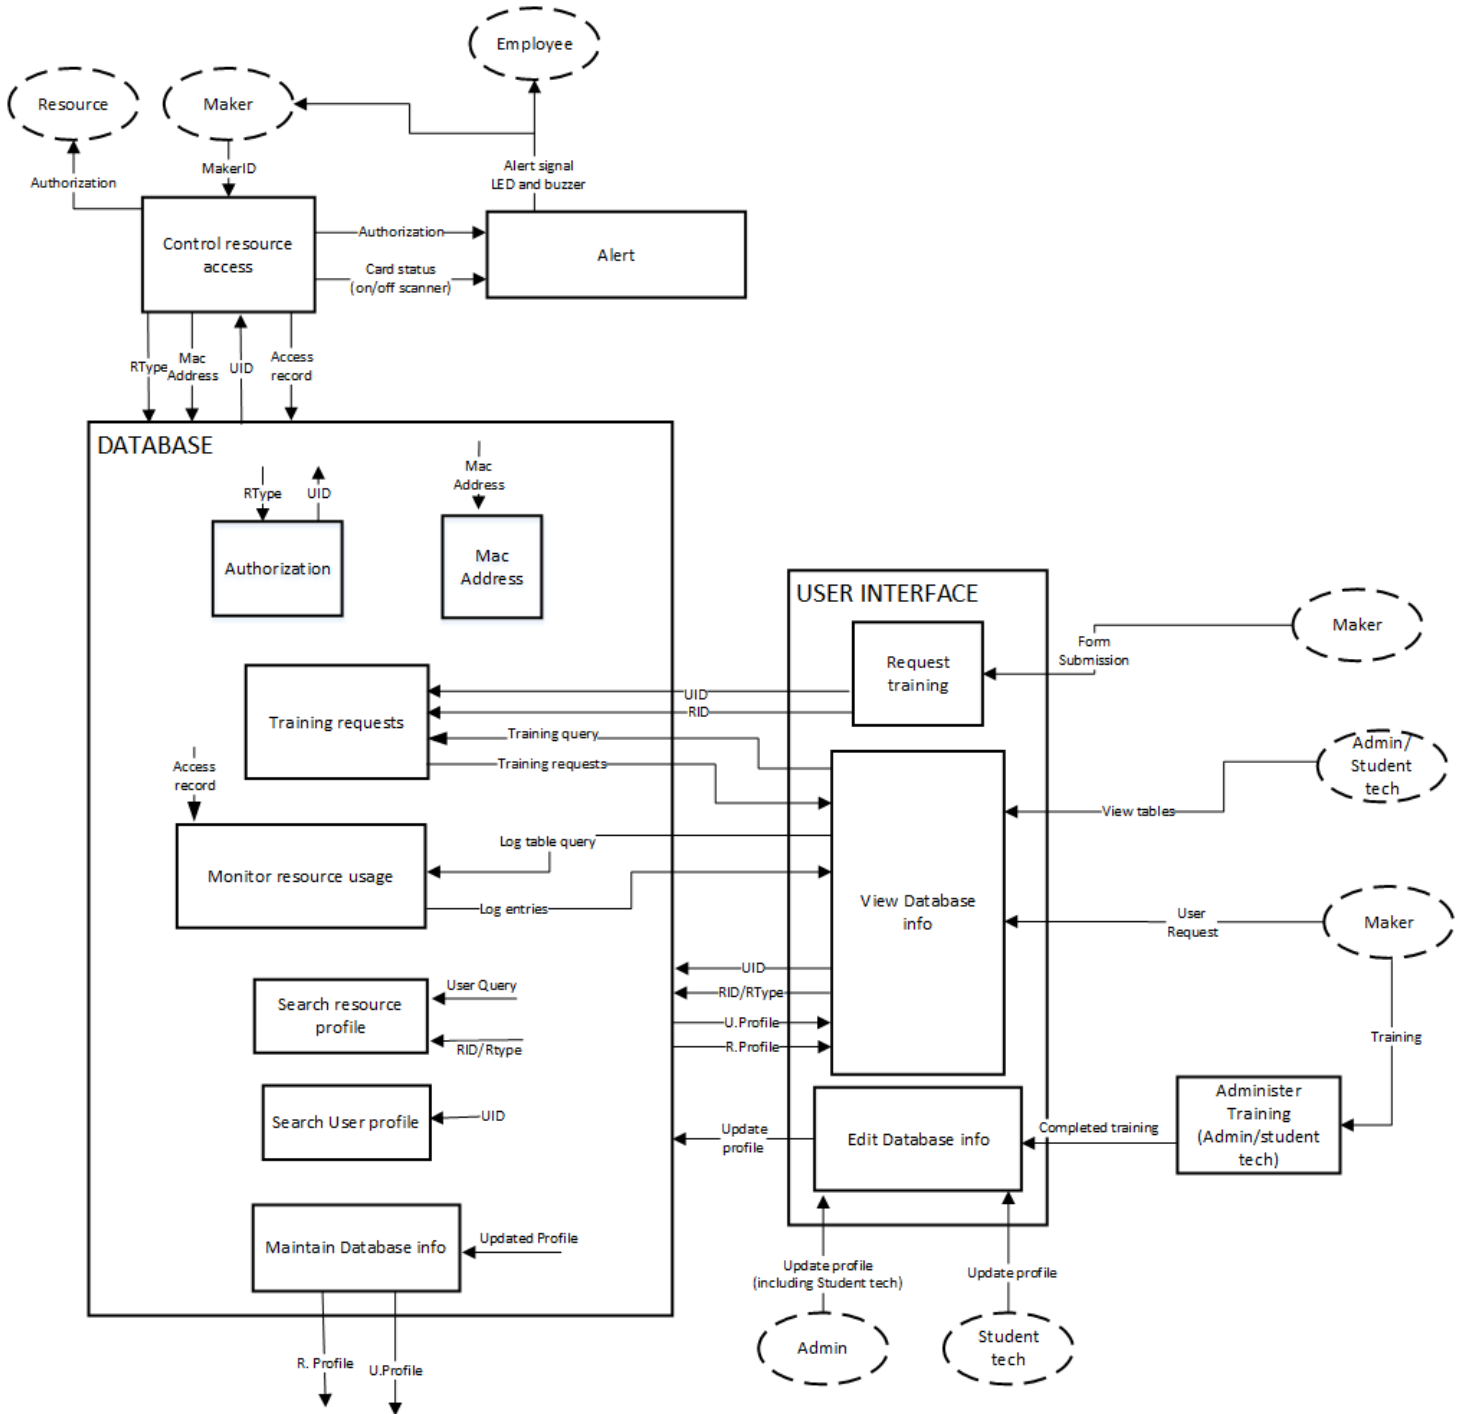 Employee
Resource
Maker
MakerID
Authorization
Alert signal
LED and buzzer
Control resource
access
Authorization
Card status
(on/off scanner)
Alert
RType
Mac
Address
UID
Access
record
DATABASE
RType
UID
Mac
Address
Authorization
Mac
Address
USER INTERFACE
Request
training
Form
Submission
Maker
Training requests
UID
RID
Training query
Training requests
Access
record
Admin/
Student
tech
View tables
Monitor resource usage
Log table query
Log entries
View Database
info
User
Request
Maker
UID
RID/RType
U.Profile
R.Profile
Search resource
profile
User Query
RID/Rtype
Training
Search User profile
UID
Update
profile
Edit Database info
Completed training
Administer
Training
(Admin/student
tech)
Maintain Database info
Updated Profile
Update profile
(including Student tech)
Update profile
Admin
Student
tech
R. Profile
U.Profile